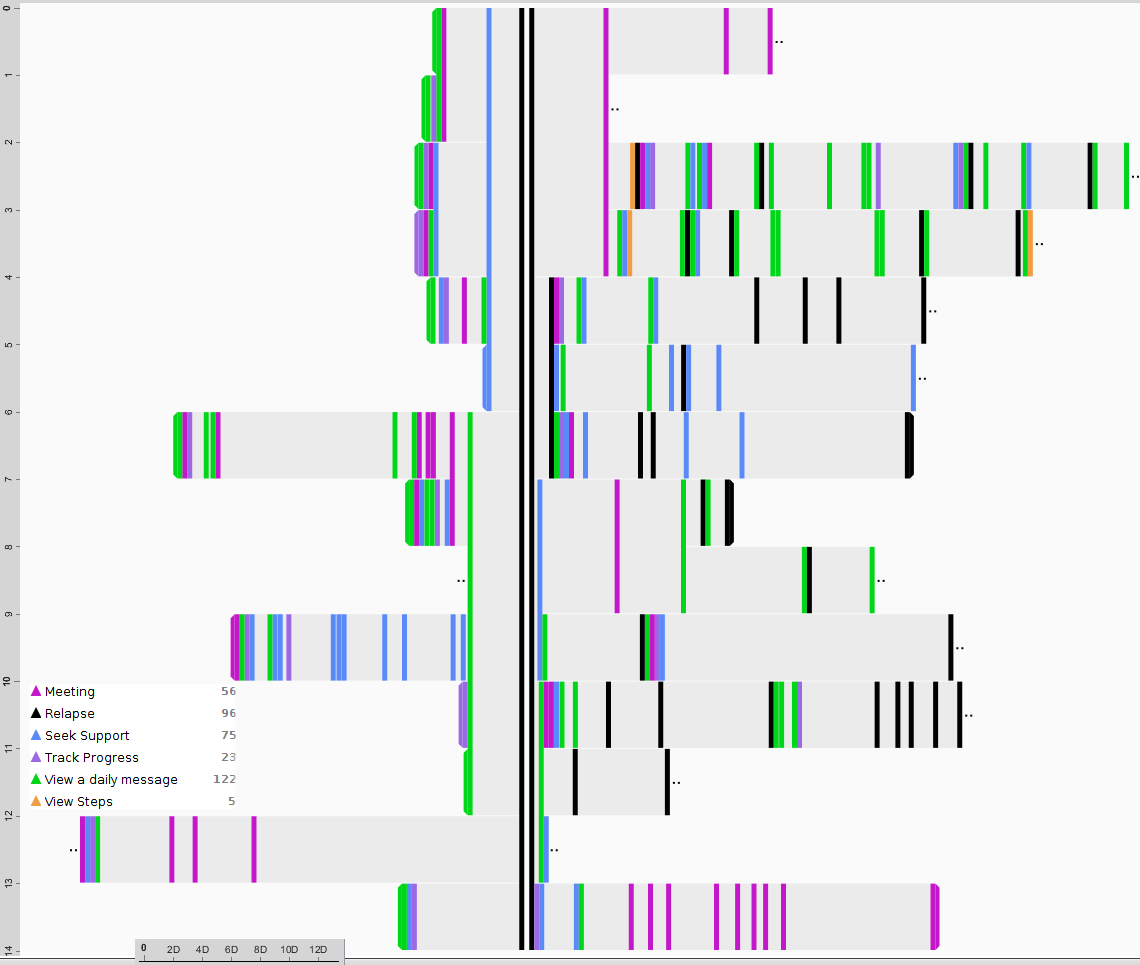 0
1
2
3
4
5
6
7
8
9
10
11
12
13
14
Meeting 56
Relapse 96
Seek Support 75
Track Progress 23
View a daily message 122
View Steps 5
0 2D 4D 6D 8D 10D 12D